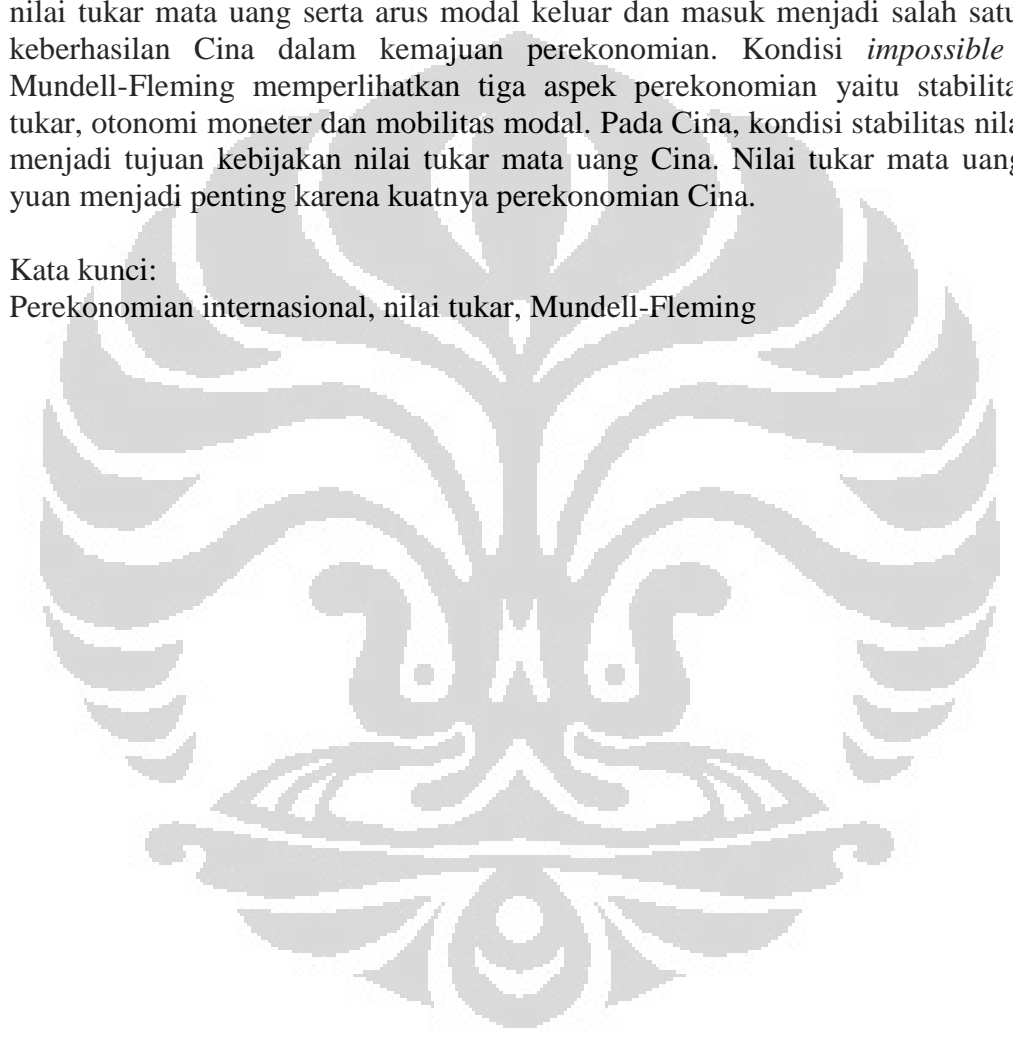 nilai tukar mata uang serta arus modal keluar dan masuk menjadi salah satu
keberhasilan Cina dalam kemajuan perekonomian. Kondisi impossible
Mundell-Fleming memperlihatkan tiga aspek perekonomian yaitu
tukar, otonomi moneter dan mobilitas modal. Pada Cina, kondisi stabilitas
menjadi tujuan kebijakan nilai tukar mata uang Cina. Nilai tukar mata uang
yuan menjadi penting karena kuatnya perekonomian Cina.
Kata kunci:
Perekonomian internasional, nilai tukar, Mundell-Fleming